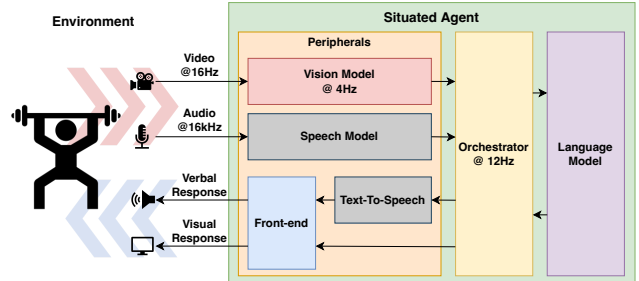 Environment
Situated Agent
Peripherals
Video
@16Hz
Vision Model
@ 4Hz
Audio
@16kHz
Speech Model
Orchestrator
@ 12Hz
Language
Model
Verbal
Response
Text-To-Speech
Front-end
Visual
Response